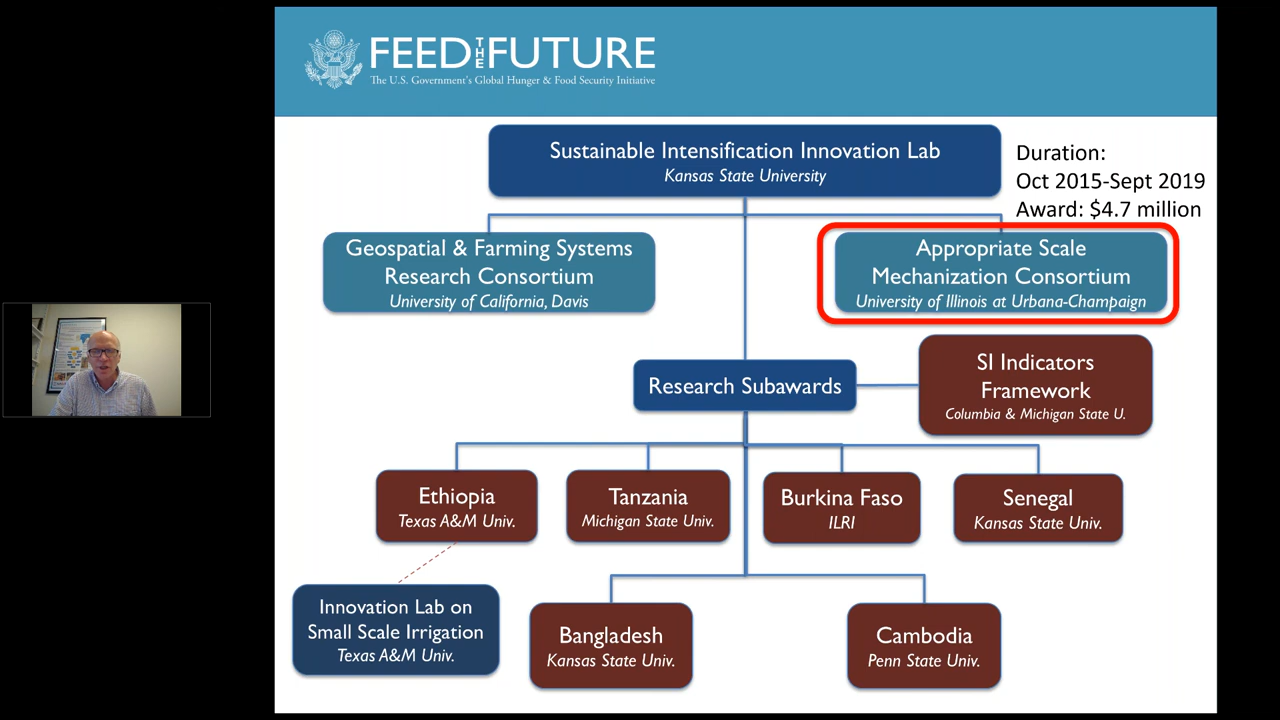 FEED THE FUTURE
The U.S. Government's Global Hunger & Food Security Initiative
Sustainable Intensification Innovation Lab
Kansas State University
Duration:
Oct 2015-Sept 2019
Award: $4.7 million
Geospatial & Farming Systems
Research Consortium
University of California, Davis
Appropriate Scale
Mechanization Consortium
University of Illinois at Urbana-Champaign
Research Subawards
SI Indicators
Framework
Columbia & Michigan State U.
Ethiopia
Texas A&M Univ.
Tanzania
Michigan State Univ.
Burkina Faso
ILRI
Senegal
Kansas State Univ.
Innovation Lab on
Small Scale Irrigation
Texas A&M Univ.
Bangladesh
Kansas State Univ.
Cambodia
Penn State Univ.